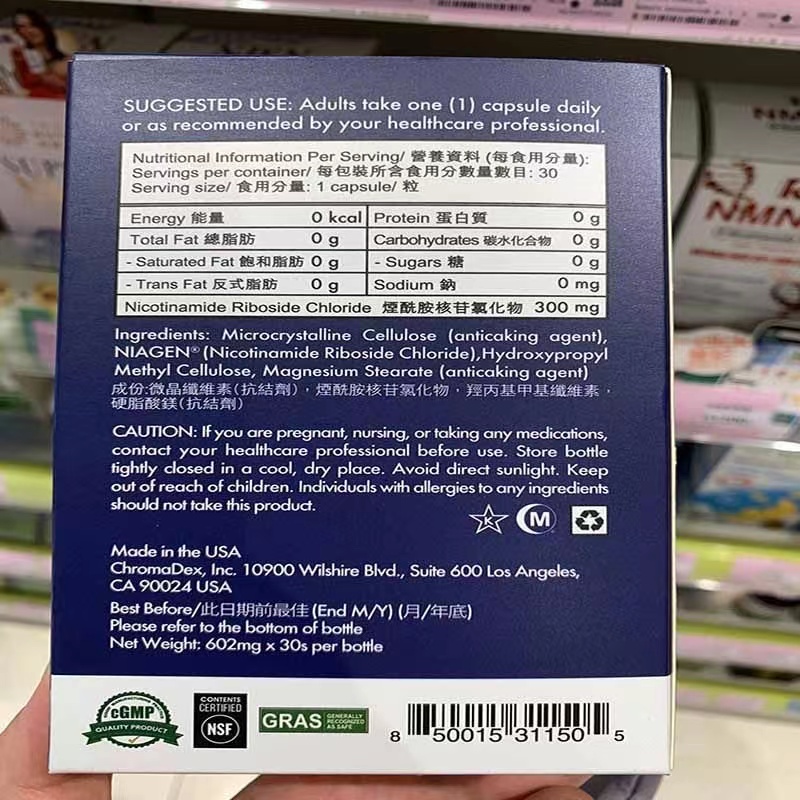 SUGGESTED USE: Adults take one (1) capsule daily
or as recommended by your healthcare professional.
Nutritional Information Per Serving/ 營養資料 (每食用分量):
Servings per container/ 每包裝所含食用分數量數目: 30
Serving size/ 食用分量: 1 capsule/ 粒
Energy 能量 0 kcal Protein 蛋白質 0 g
Total Fat 總脂肪 0 g Carbohydrates 碳水化合物 0 g
- Saturated Fat 飽和脂肪 0 g - Sugars 糖 0 g
- Trans Fat 反式脂肪 0 g Sodium 鈉 0 mg
Nicotinamide Riboside Chloride 煙酰胺核苷氯化物 300 mg
Ingredients: Microcrystalline Cellulose (anticaking agent),
NIAGEN® (Nicotinamide Riboside Chloride),Hydroxypropyl
Methyl Cellulose, Magnesium Stearate (anticaking agent)
成份:微晶纖維素(抗結劑)，煙酰胺核苷氯化物，羥丙基甲基纖維素，
硬脂酸鎂(抗結劑)
CAUTION: If you are pregnant, nursing, or taking any medications,
contact your healthcare professional before use. Store bottle
tightly closed in a cool, dry place. Avoid direct sunlight. Keep
out of reach of children. Individuals with allergies to any ingredients
should not take this product.
K M
Made in the USA
ChromaDex, Inc. 10900 Wilshire Blvd., Suite 600 Los Angeles,
CA 90024 USA
Best Before/此日期前最佳 (End M/Y) (月/年底)
Please refer to the bottom of bottle
Net Weight: 602mg x 30s per bottle
cGMP
QUALITY PRODUCT
CONTENTS
CERTIFIED
NSF
GRAS GENERALLY
RECOGNIZED
AS SAFE
8 50015 31150 5
NMN